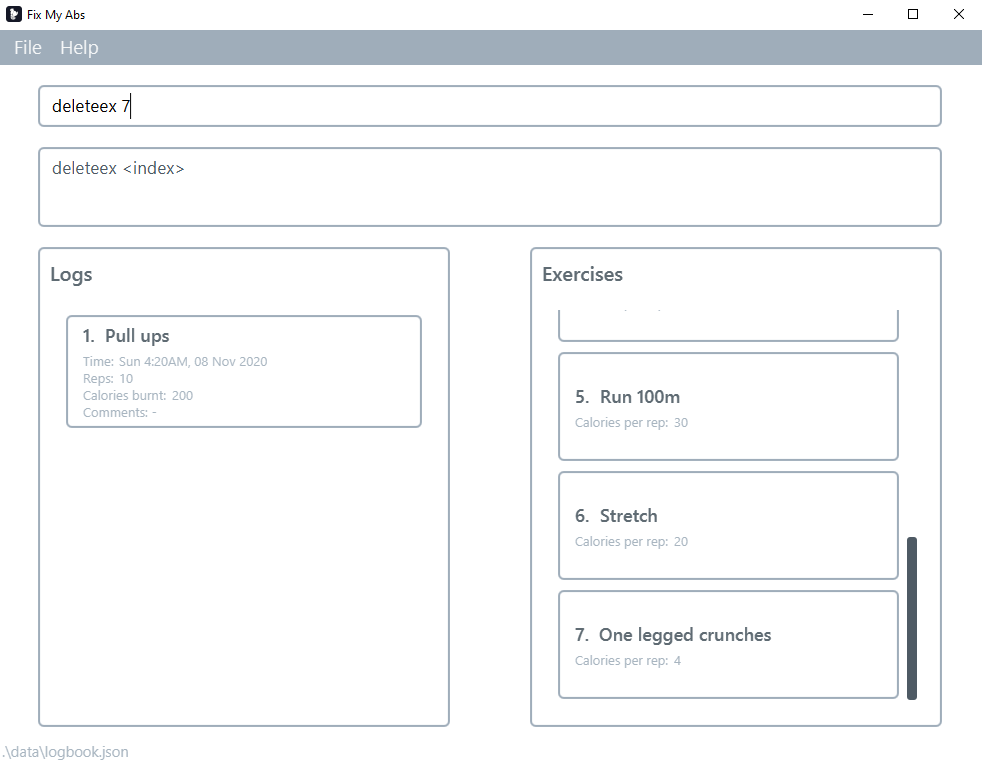 Fix My Abs
File Help
deleteex 7
deleteex <index>
Logs
1. Pull ups
Time: Sun 4:20AM, 08 Nov 2020
Reps: 10
Calories burnt: 200
Comments: -
Exercises
5. Run 100m
Calories per rep: 30
6. Stretch
Calories per rep: 20
7. One legged crunches
Calories per rep: 4
.\data\logbook.json